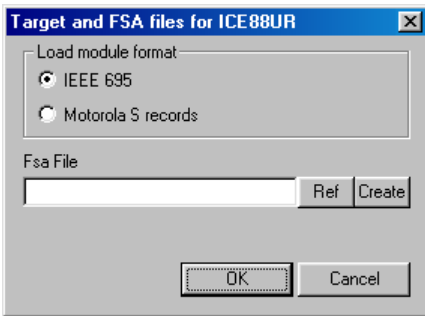 Target and FSA files for ICE88UR
Load module format
IEEE 695
Motorola S records
Fsa File
Ref Create
OK Cancel